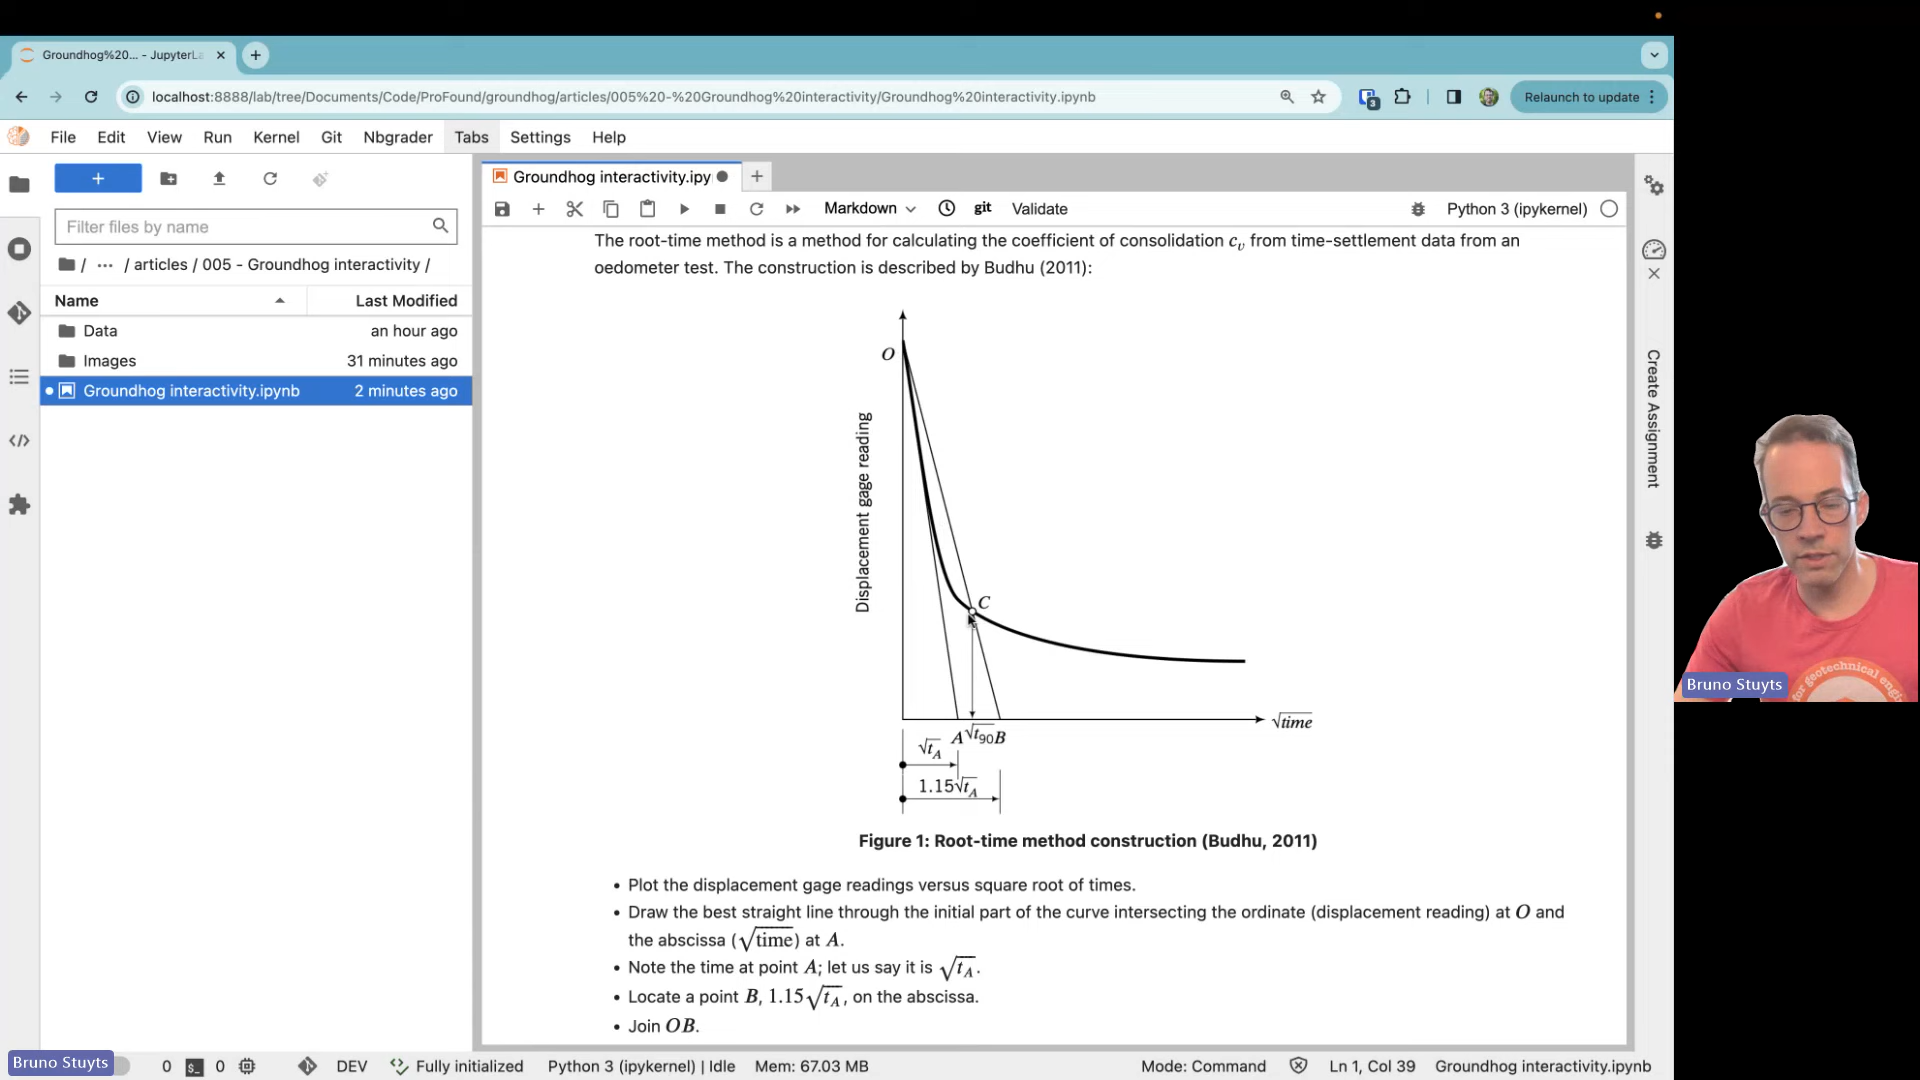 Groundhog%20... - JupyterLa
localhost:8888/lab/tree/Documents/Code/ProFound/groundhog/articles/005%20-%20Groundhog%20interactivity/Groundhog%20interactivity.ipynb
3
Relaunch to update
File Edit View Run Kernel Git Nbgrader Tabs Settings Help
Groundhog interactivity.ipy
Markdown git Validate Python 3 (ipykernel)
Filter files by name
/ ··· / articles / 005 - Groundhog interactivity /
Name Last Modified
Data an hour ago
Images 31 minutes ago
Groundhog interactivity.ipynb 2 minutes ago
The root-time method is a method for calculating the coefficient of consolidation c_v from time-settlement data from an
oedometer test. The construction is described by Budhu (2011):
O
Displacement gage reading
C
√time
A √t90 B
√tA
1.15√tA
Figure 1: Root-time method construction (Budhu, 2011)
• Plot the displacement gage readings versus square root of times.
• Draw the best straight line through the initial part of the curve intersecting the ordinate (displacement reading) at O and
the abscissa (√time) at A.
• Note the time at point A; let us say it is √tA.
• Locate a point B, 1.15√tA, on the abscissa.
• Join OB.
Create Assignment
for geotechnical
Bruno Stuyts
Bruno Stuyts
0 $_ 0 DEV Fully initialized Python 3 (ipykernel) | Idle Mem: 67.03 MB Mode: Command Ln 1, Col 39 Groundhog interactivity.ipynb